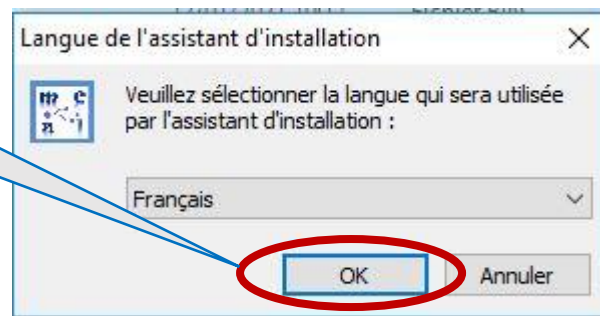 Langue de l'assistant d'installation
Veuillez sélectionner la langue qui sera utilisée
par l'assistant d'installation :
Français
OK
Annuler